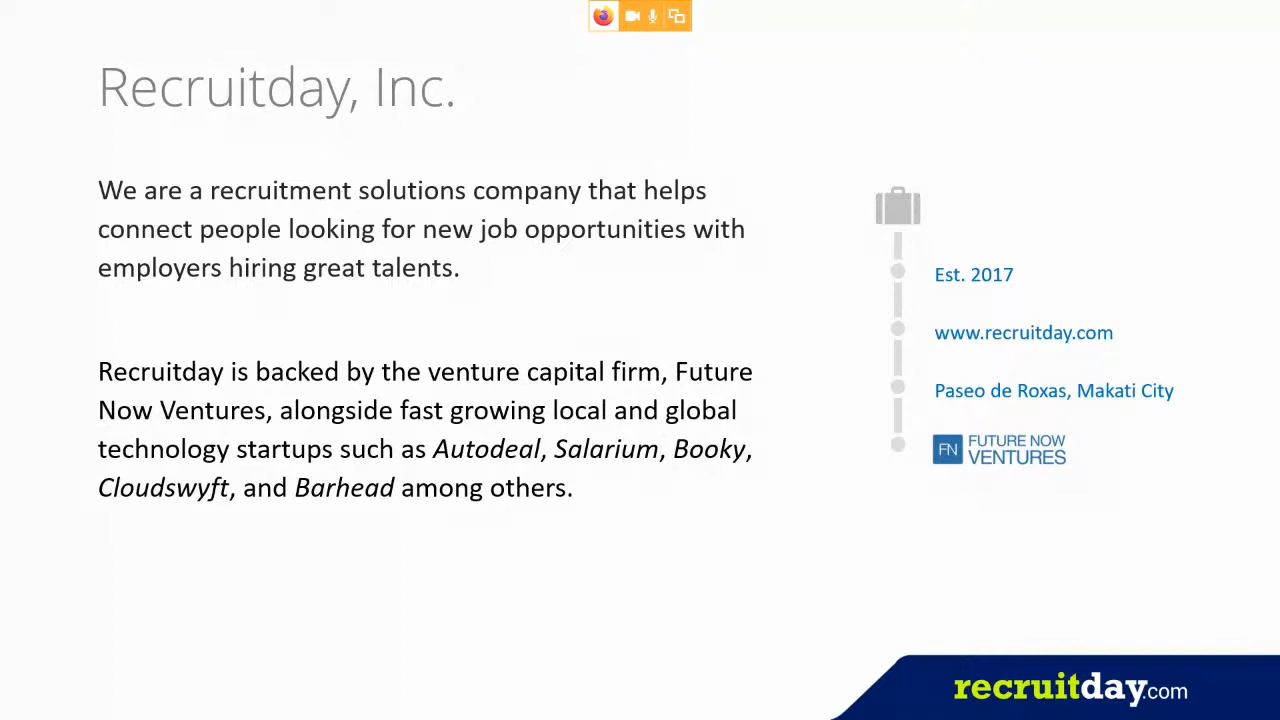 Recruitday, Inc.
We are a recruitment solutions company that helps
connect people looking for new job opportunities with
employers hiring great talents.
Recruitday is backed by the venture capital firm, Future
Now Ventures, alongside fast growing local and global
technology startups such as Autodeal, Salarium, Booky,
Cloudswyft, and Barhead among others.
Est. 2017
www.recruitday.com
Paseo de Roxas, Makati City
FN FUTURE NOW
VENTURES
recruitday.com